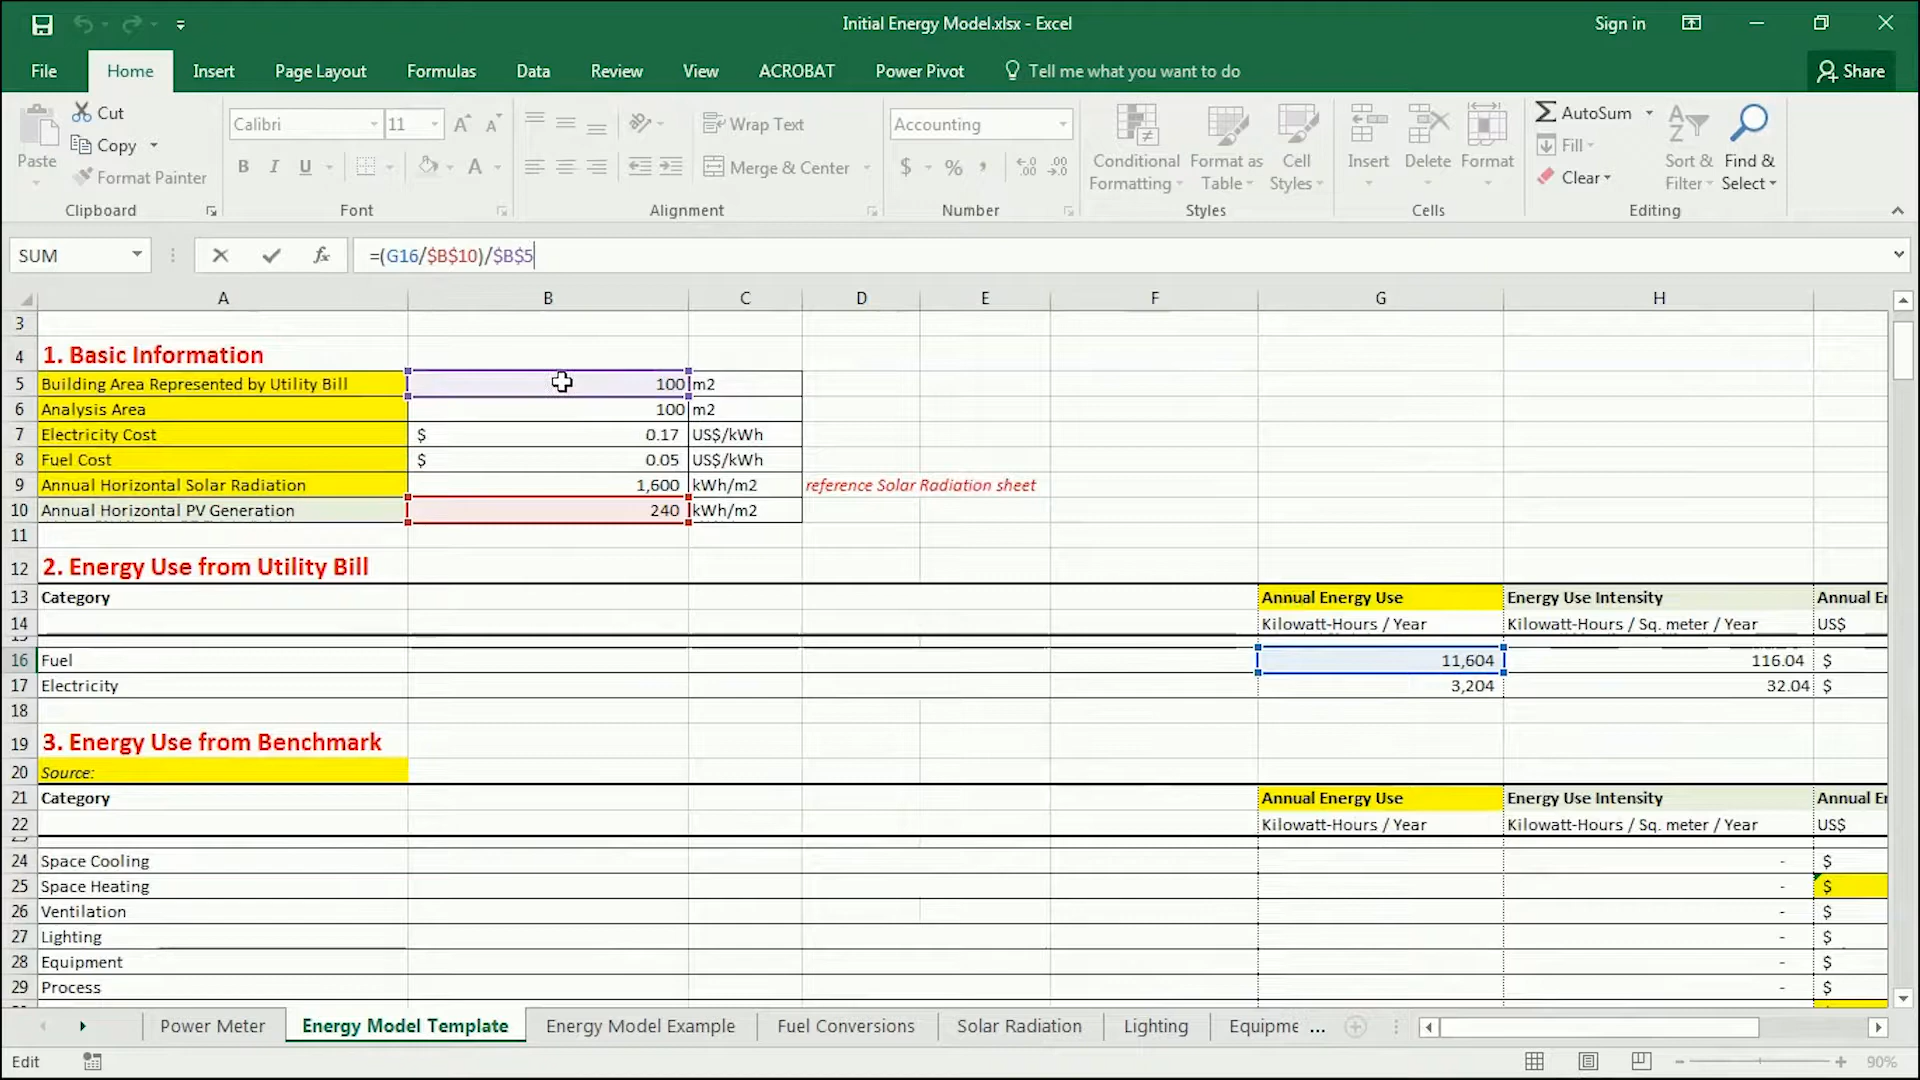 Initial Energy Model.xlsx - Excel
Sign in
File
Home
Insert
Page Layout
Formulas
Data
Review
View
ACROBAT
Power Pivot
Tell me what you want to do
Share
Paste
Cut
Copy
Format Painter
Clipboard
Calibri
11
B I U
Font
Wrap Text
Merge & Center
Alignment
Accounting
$ % ,
Number
Conditional Formatting
Format as Table
Cell Styles
Styles
Insert
Delete
Format
Cells
AutoSum
Fill
Clear
Sort & Filter
Find & Select
Editing
SUM
fx
=(G16/$B$10)/$B$5
A B C D E F G H
3
4 1. Basic Information
5 Building Area Represented by Utility Bill 100 m2
6 Analysis Area 100 m2
7 Electricity Cost $ 0.17 US$/kWh
8 Fuel Cost $ 0.05 US$/kWh
9 Annual Horizontal Solar Radiation 1,600 kWh/m2 reference Solar Radiation sheet
10 Annual Horizontal PV Generation 240 kWh/m2
11
12 2. Energy Use from Utility Bill
13 Category Annual Energy Use Energy Use Intensity Annual E
14 Kilowatt-Hours / Year Kilowatt-Hours / Sq. meter / Year US$
16 Fuel 11,604 116.04 $
17 Electricity 3,204 32.04 $
18
19 3. Energy Use from Benchmark
20 Source:
21 Category Annual Energy Use Energy Use Intensity Annual E
22 Kilowatt-Hours / Year Kilowatt-Hours / Sq. meter / Year US$
24 Space Cooling - $
25 Space Heating - $
26 Ventilation - $
27 Lighting - $
28 Equipment - $
29 Process - $
Power Meter
Energy Model Template
Energy Model Example
Fuel Conversions
Solar Radiation
Lighting
Equipme ...
Edit
90%